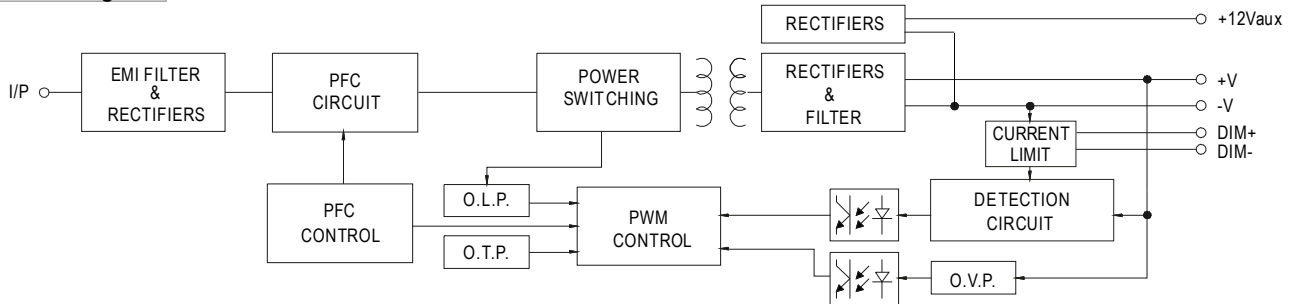 RECTIFIERS
+12Vaux
I/P
EMI FILTER
&
RECTIFIERS
PFC
CIRCUIT
POWER
SWITCHING
RECTIFIERS
&
FILTER
+V
-V
CURRENT
LIMIT
DIM+
DIM-
PFC
CONTROL
O.L.P.
O.T.P.
PWM
CONTROL
DETECTION
CIRCUIT
O.V.P.